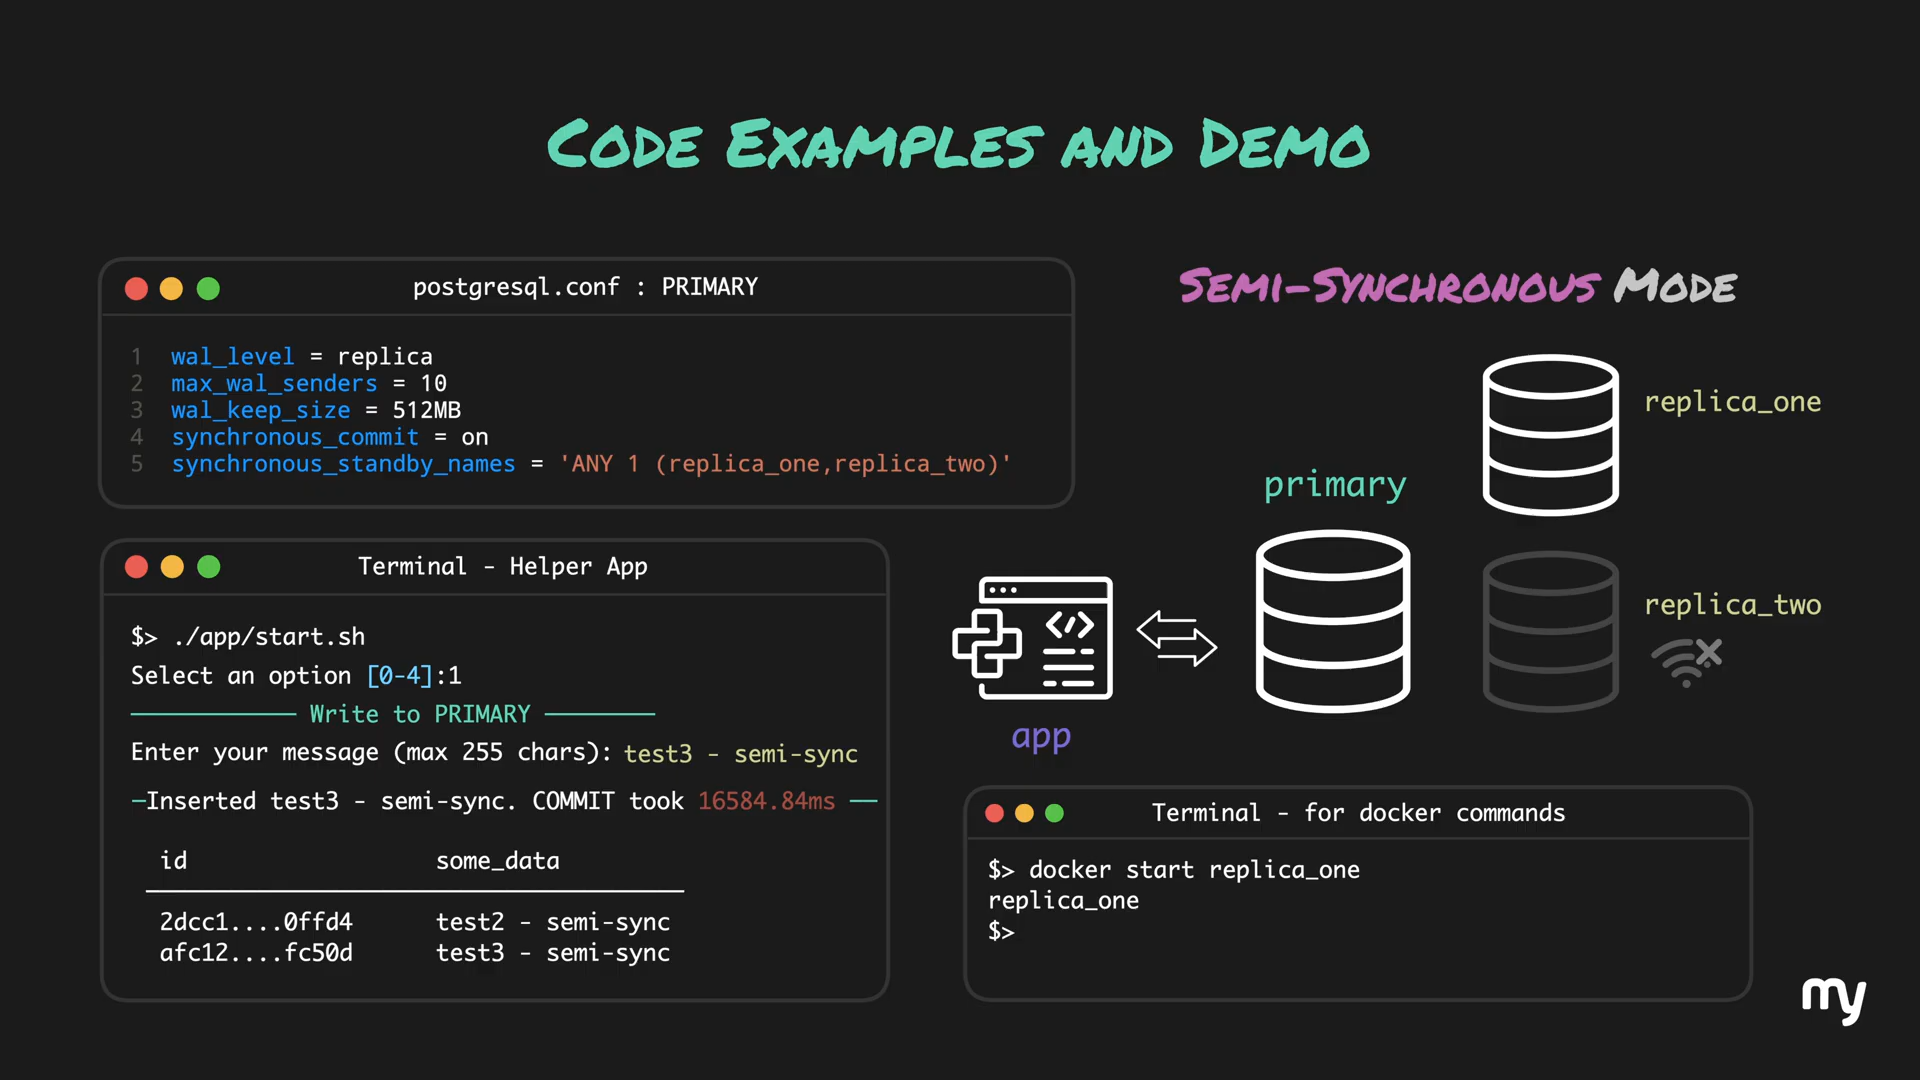 CODE EXAMPLES AND DEMO
postgresql.conf : PRIMARY
1 wal_level = replica
2 max_wal_senders = 10
3 wal_keep_size = 512MB
4 synchronous_commit = on
5 synchronous_standby_names = 'ANY 1 (replica_one,replica_two)'
SEMI-SYNCHRONOUS MODE
replica_one
primary
replica_two
app
Terminal - Helper App
$> ./app/start.sh
Select an option [0-4]:1
Write to PRIMARY
Enter your message (max 255 chars): test3 - semi-sync
—Inserted test3 - semi-sync. COMMIT took 16584.84ms —
id some_data
2dcc1....0ffd4 test2 - semi-sync
afc12....fc50d test3 - semi-sync
Terminal - for docker commands
$> docker start replica_one
replica_one
$>
my